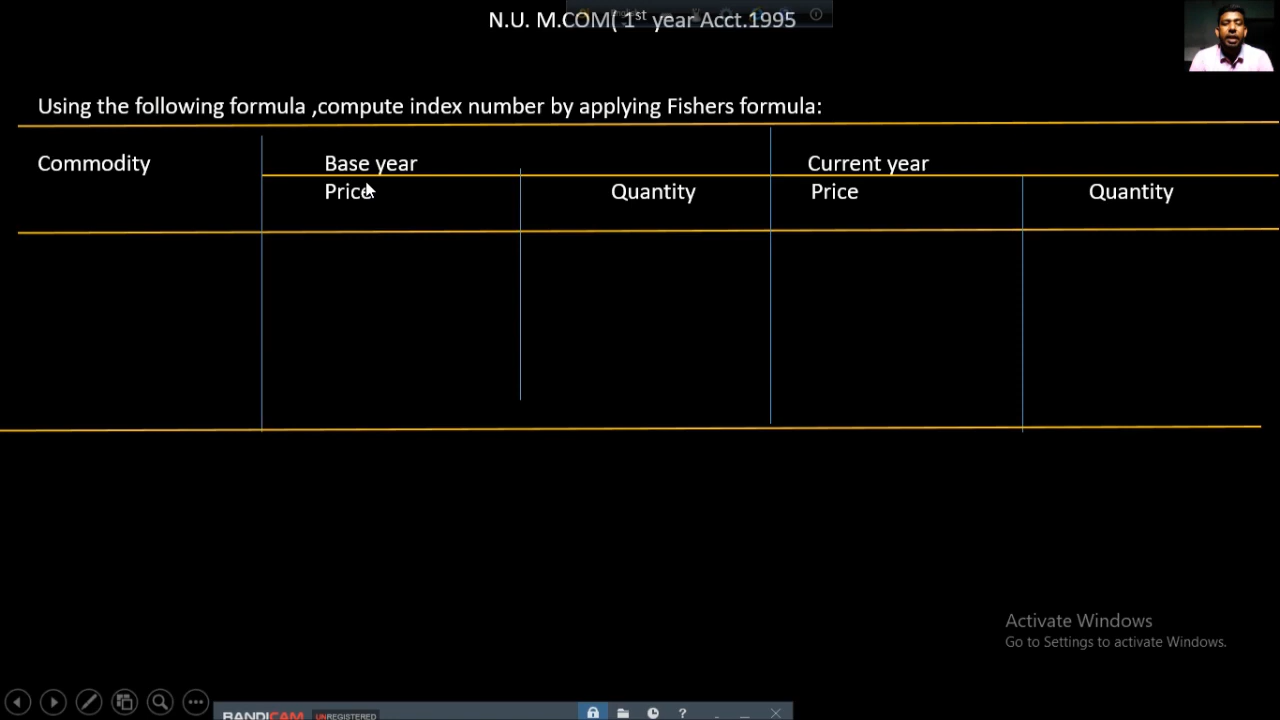 N.U. M.COM( 1st year Acct.1995
Using the following formula ,compute index number by applying Fishers formula:
Commodity
Base year
Current year
Price
Quantity
Price
Quantity
Activate Windows
Go to Settings to activate Windows.
BANDICAM UNREGISTERED